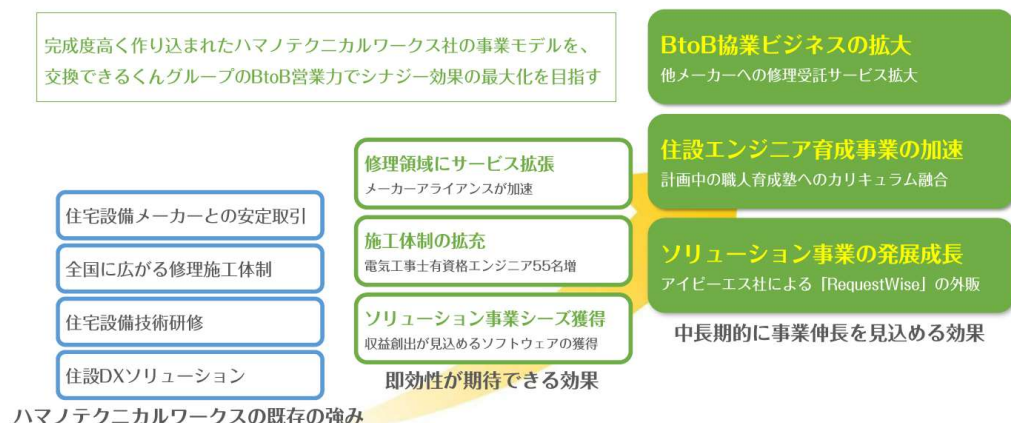 完成度高く作り込まれたハマノテクニカルワークス社の事業モデルを、
交換できるくんグループのBtoB営業力でシナジー効果の最大化を目指す
住宅設備メーカーとの安定取引
全国に広がる修理施工体制
住宅設備技術研修
住設DXソリューション
ハマノテクニカルワークスの既存の強み
修理領域にサービス拡張
メーカーアライアンスが加速
施工体制の拡充
電気工事士有資格エンジニア55名増
ソリューション事業シーズ獲得
収益創出が見込めるソフトウェアの獲得
即効性が期待できる効果
BtoB協業ビジネスの拡大
他メーカーへの修理受託サービス拡大
住設エンジニア育成事業の加速
計画中の職人育成塾へのカリキュラム融合
ソリューション事業の発展成長
アイピーエス社による「RequestWise」の外販
中長期的に事業伸長を見込める効果